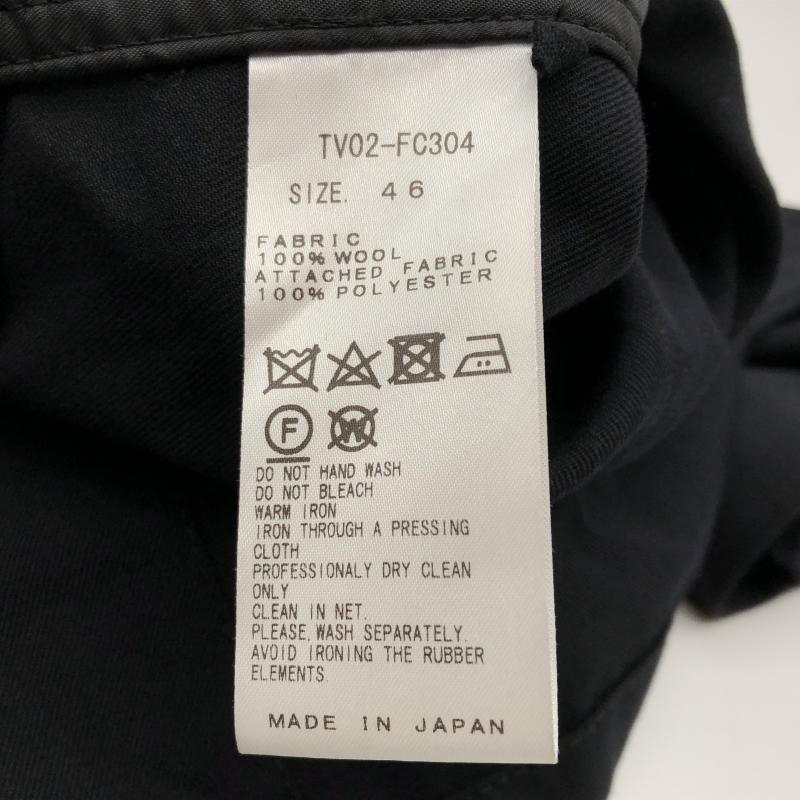 TV02-FC304
SIZE. 46
FABRIC
100% WOOL
ATTACHED FABRIC
100% POLYESTER
F W
DO NOT HAND WASH
DO NOT BLEACH
WARM IRON
IRON THROUGH A PRESSING
CLOTH
PROFESSIONALY DRY CLEAN
ONLY
CLEAN IN NET.
PLEASE,WASH SEPARATELY.
AVOID IRONING THE RUBBER
ELEMENTS.
MADE IN JAPAN